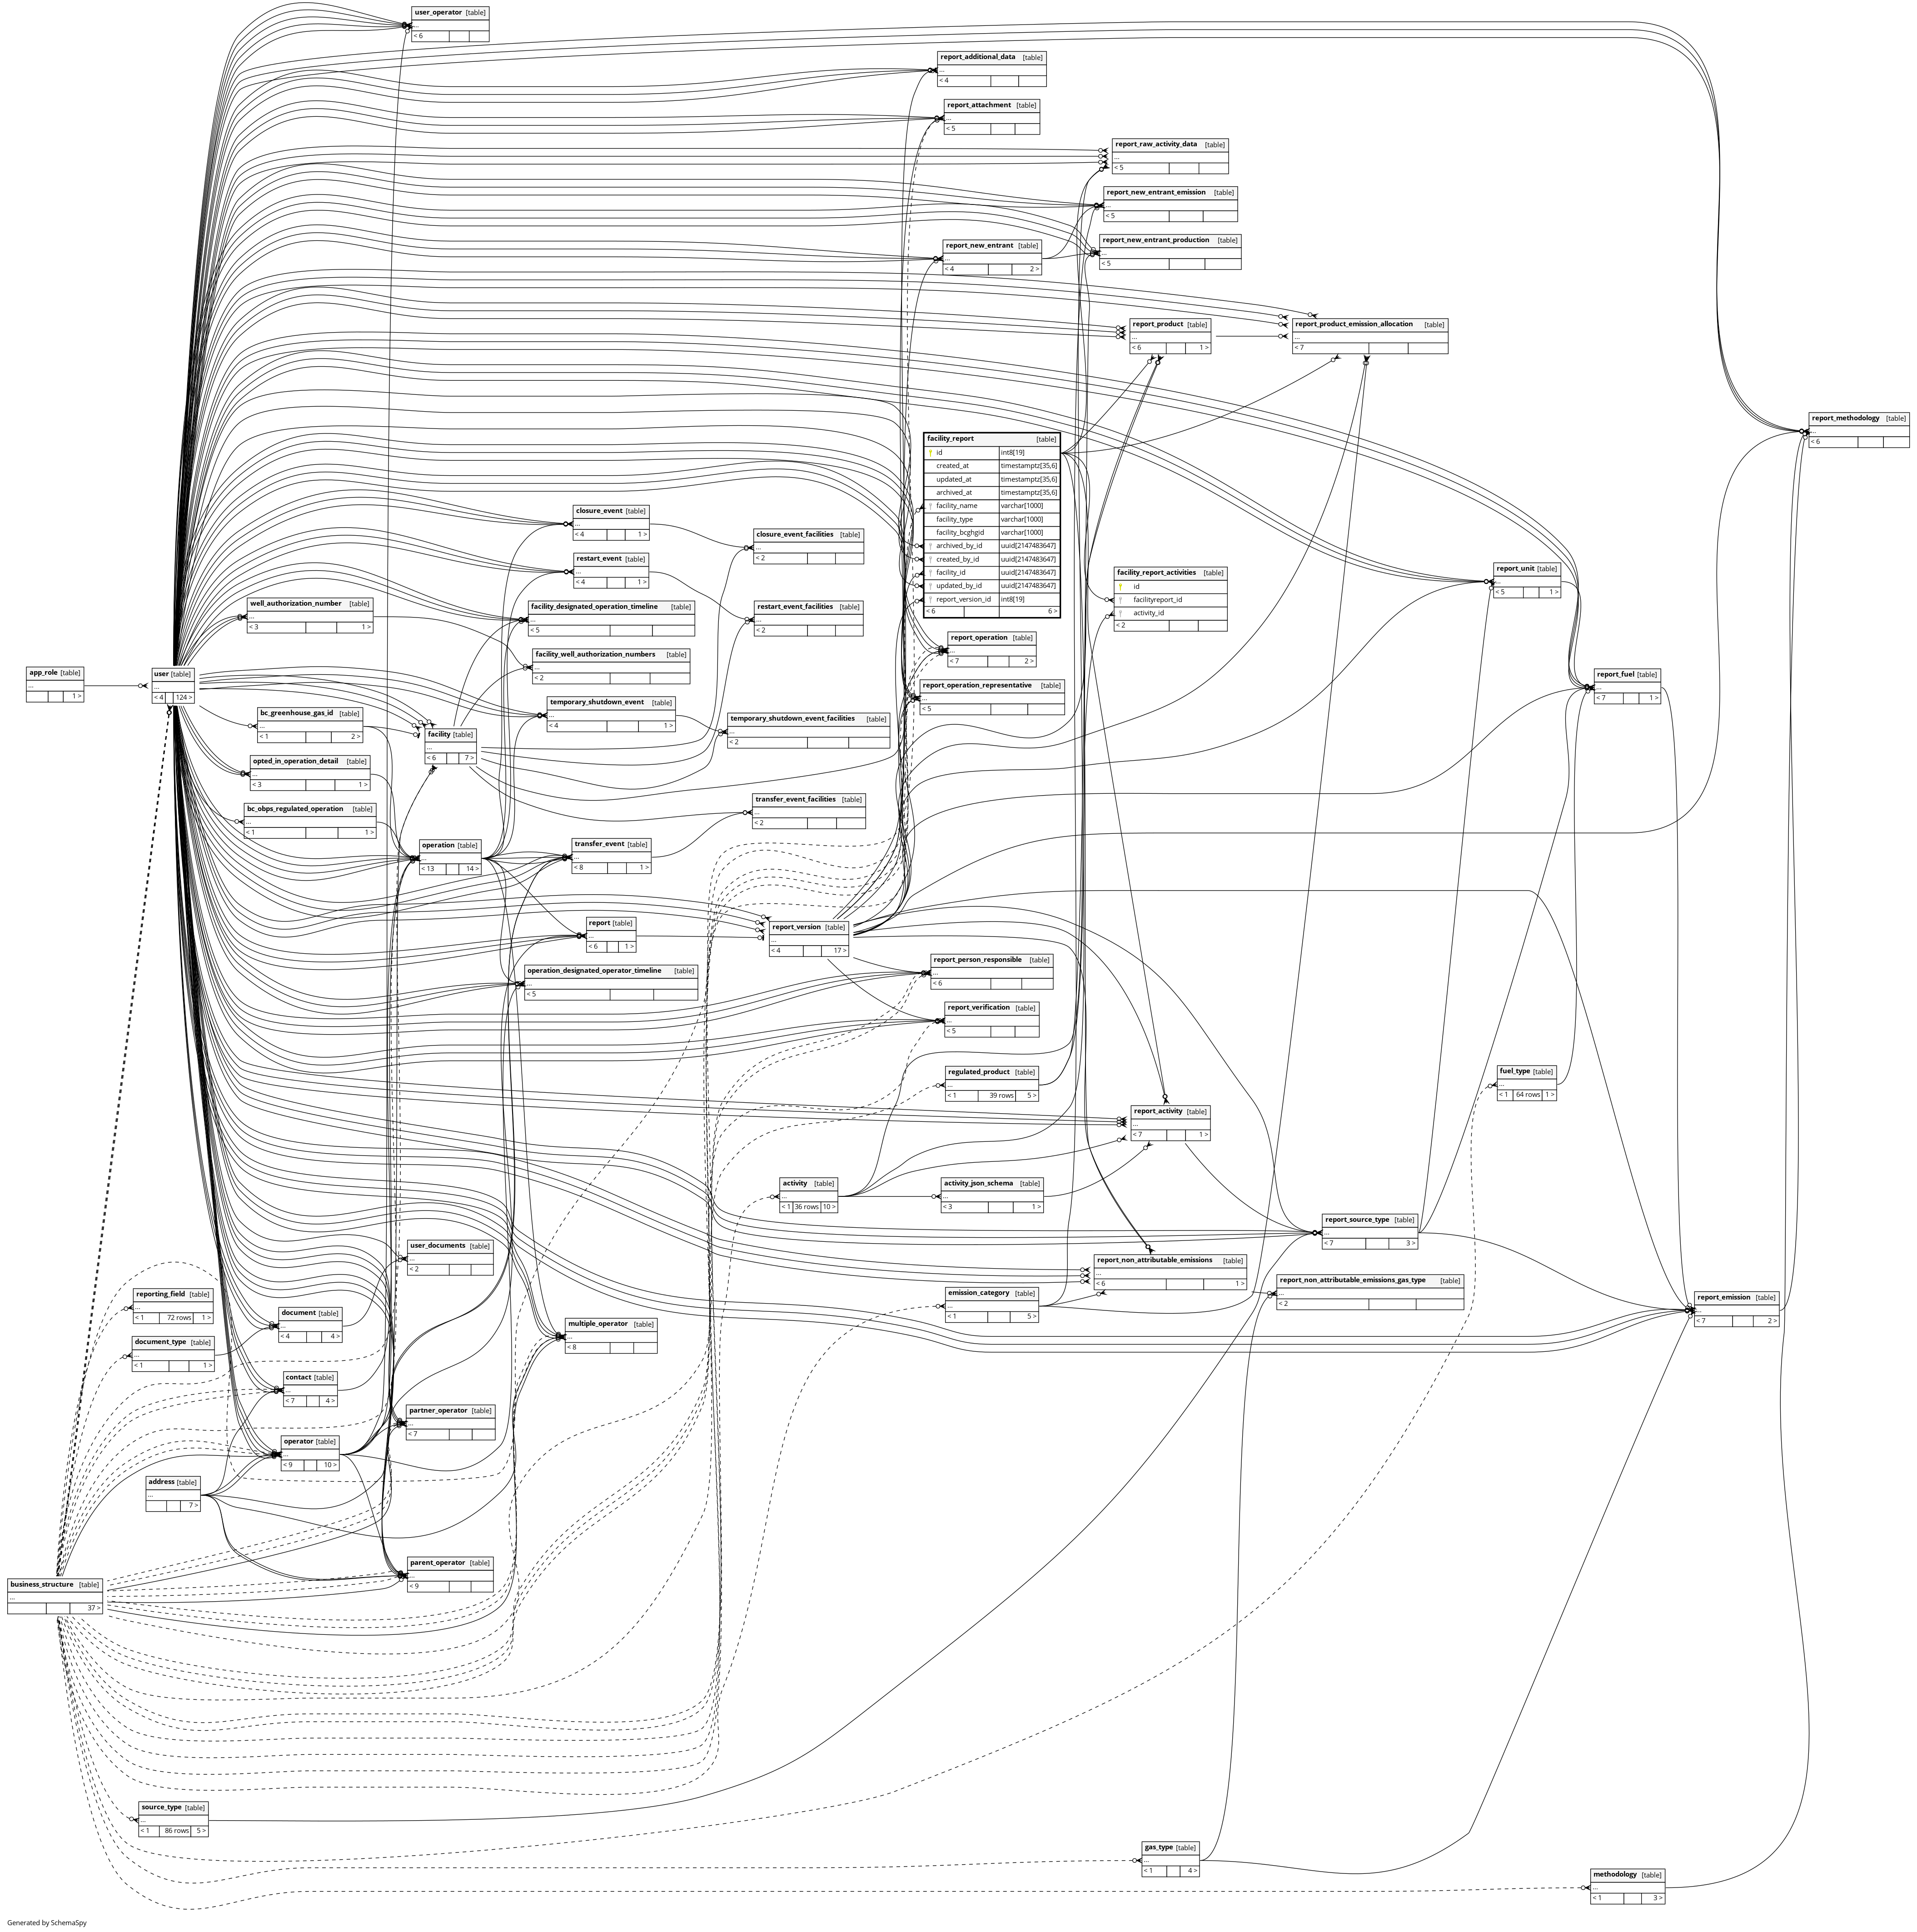 user_operator [table]
...
< 6
report_additional_data [table]
...
< 4
report_attachment [table]
...
< 5
report_raw_activity_data [table]
...
< 5
report_new_entrant_emission [table]
...
< 5
report_new_entrant_production [table]
...
< 5
report_new_entrant [table]
...
< 4 2 >
report_product [table]
...
< 6 1 >
report_product_emission_allocation [table]
...
< 7
report_methodology [table]
...
< 6
facility_report [table]
id int8[19]
created_at timestamptz[35,6]
updated_at timestamptz[35,6]
archived_at timestamptz[35,6]
facility_name varchar[1000]
facility_type varchar[1000]
facility_bcghgid varchar[1000]
archived_by_id uuid[2147483647]
created_by_id uuid[2147483647]
facility_id uuid[2147483647]
updated_by_id uuid[2147483647]
report_version_id int8[19]
< 6 6 >
closure_event [table]
...
< 4 1 >
closure_event_facilities [table]
...
< 2
restart_event [table]
...
< 4 1 >
restart_event_facilities [table]
...
< 2
facility_report_activities [table]
id
facilityreport_id
activity_id
< 2
report_unit [table]
...
< 5 1 >
well_authorization_number [table]
...
< 3 1 >
facility_designated_operation_timeline [table]
...
< 5
facility_well_authorization_numbers [table]
...
< 2
report_operation [table]
...
< 7 2 >
report_operation_representative [table]
...
< 5
report_fuel [table]
...
< 7 1 >
app_role [table]
...
1 >
user [table]
...
< 4 124 >
bc_greenhouse_gas_id [table]
...
< 1 2 >
temporary_shutdown_event [table]
...
< 4 1 >
temporary_shutdown_event_facilities [table]
...
< 2
facility [table]
...
< 6 7 >
opted_in_operation_detail [table]
...
< 3 1 >
bc_obps_regulated_operation [table]
...
< 1 1 >
transfer_event_facilities [table]
...
< 2
operation [table]
...
< 13 14 >
transfer_event [table]
...
< 8 1 >
report [table]
...
< 6 1 >
report_version [table]
...
< 4 17 >
operation_designated_operator_timeline [table]
...
< 5
report_person_responsible [table]
...
< 6
report_verification [table]
...
< 5
regulated_product [table]
...
< 1 39 rows 5 >
fuel_type [table]
...
< 1 64 rows 1 >
report_activity [table]
...
< 7 1 >
activity [table]
...
< 1 36 rows 10 >
activity_json_schema [table]
...
< 3 1 >
report_source_type [table]
...
< 7 3 >
user_documents [table]
...
< 2
report_non_attributable_emissions [table]
...
< 6 1 >
report_non_attributable_emissions_gas_type [table]
...
< 2
emission_category [table]
...
< 1 5 >
report_emission [table]
...
< 7 2 >
reporting_field [table]
...
< 1 72 rows 1 >
document [table]
...
< 4 4 >
document_type [table]
...
< 1 1 >
multiple_operator [table]
...
< 8
contact [table]
...
< 7 4 >
partner_operator [table]
...
< 7
operator [table]
...
< 9 10 >
address [table]
...
7 >
parent_operator [table]
...
< 9
business_structure [table]
...
37 >
source_type [table]
...
< 1 86 rows 5 >
gas_type [table]
...
< 1 4 >
methodology [table]
...
< 1 3 >
Generated by SchemaSpy